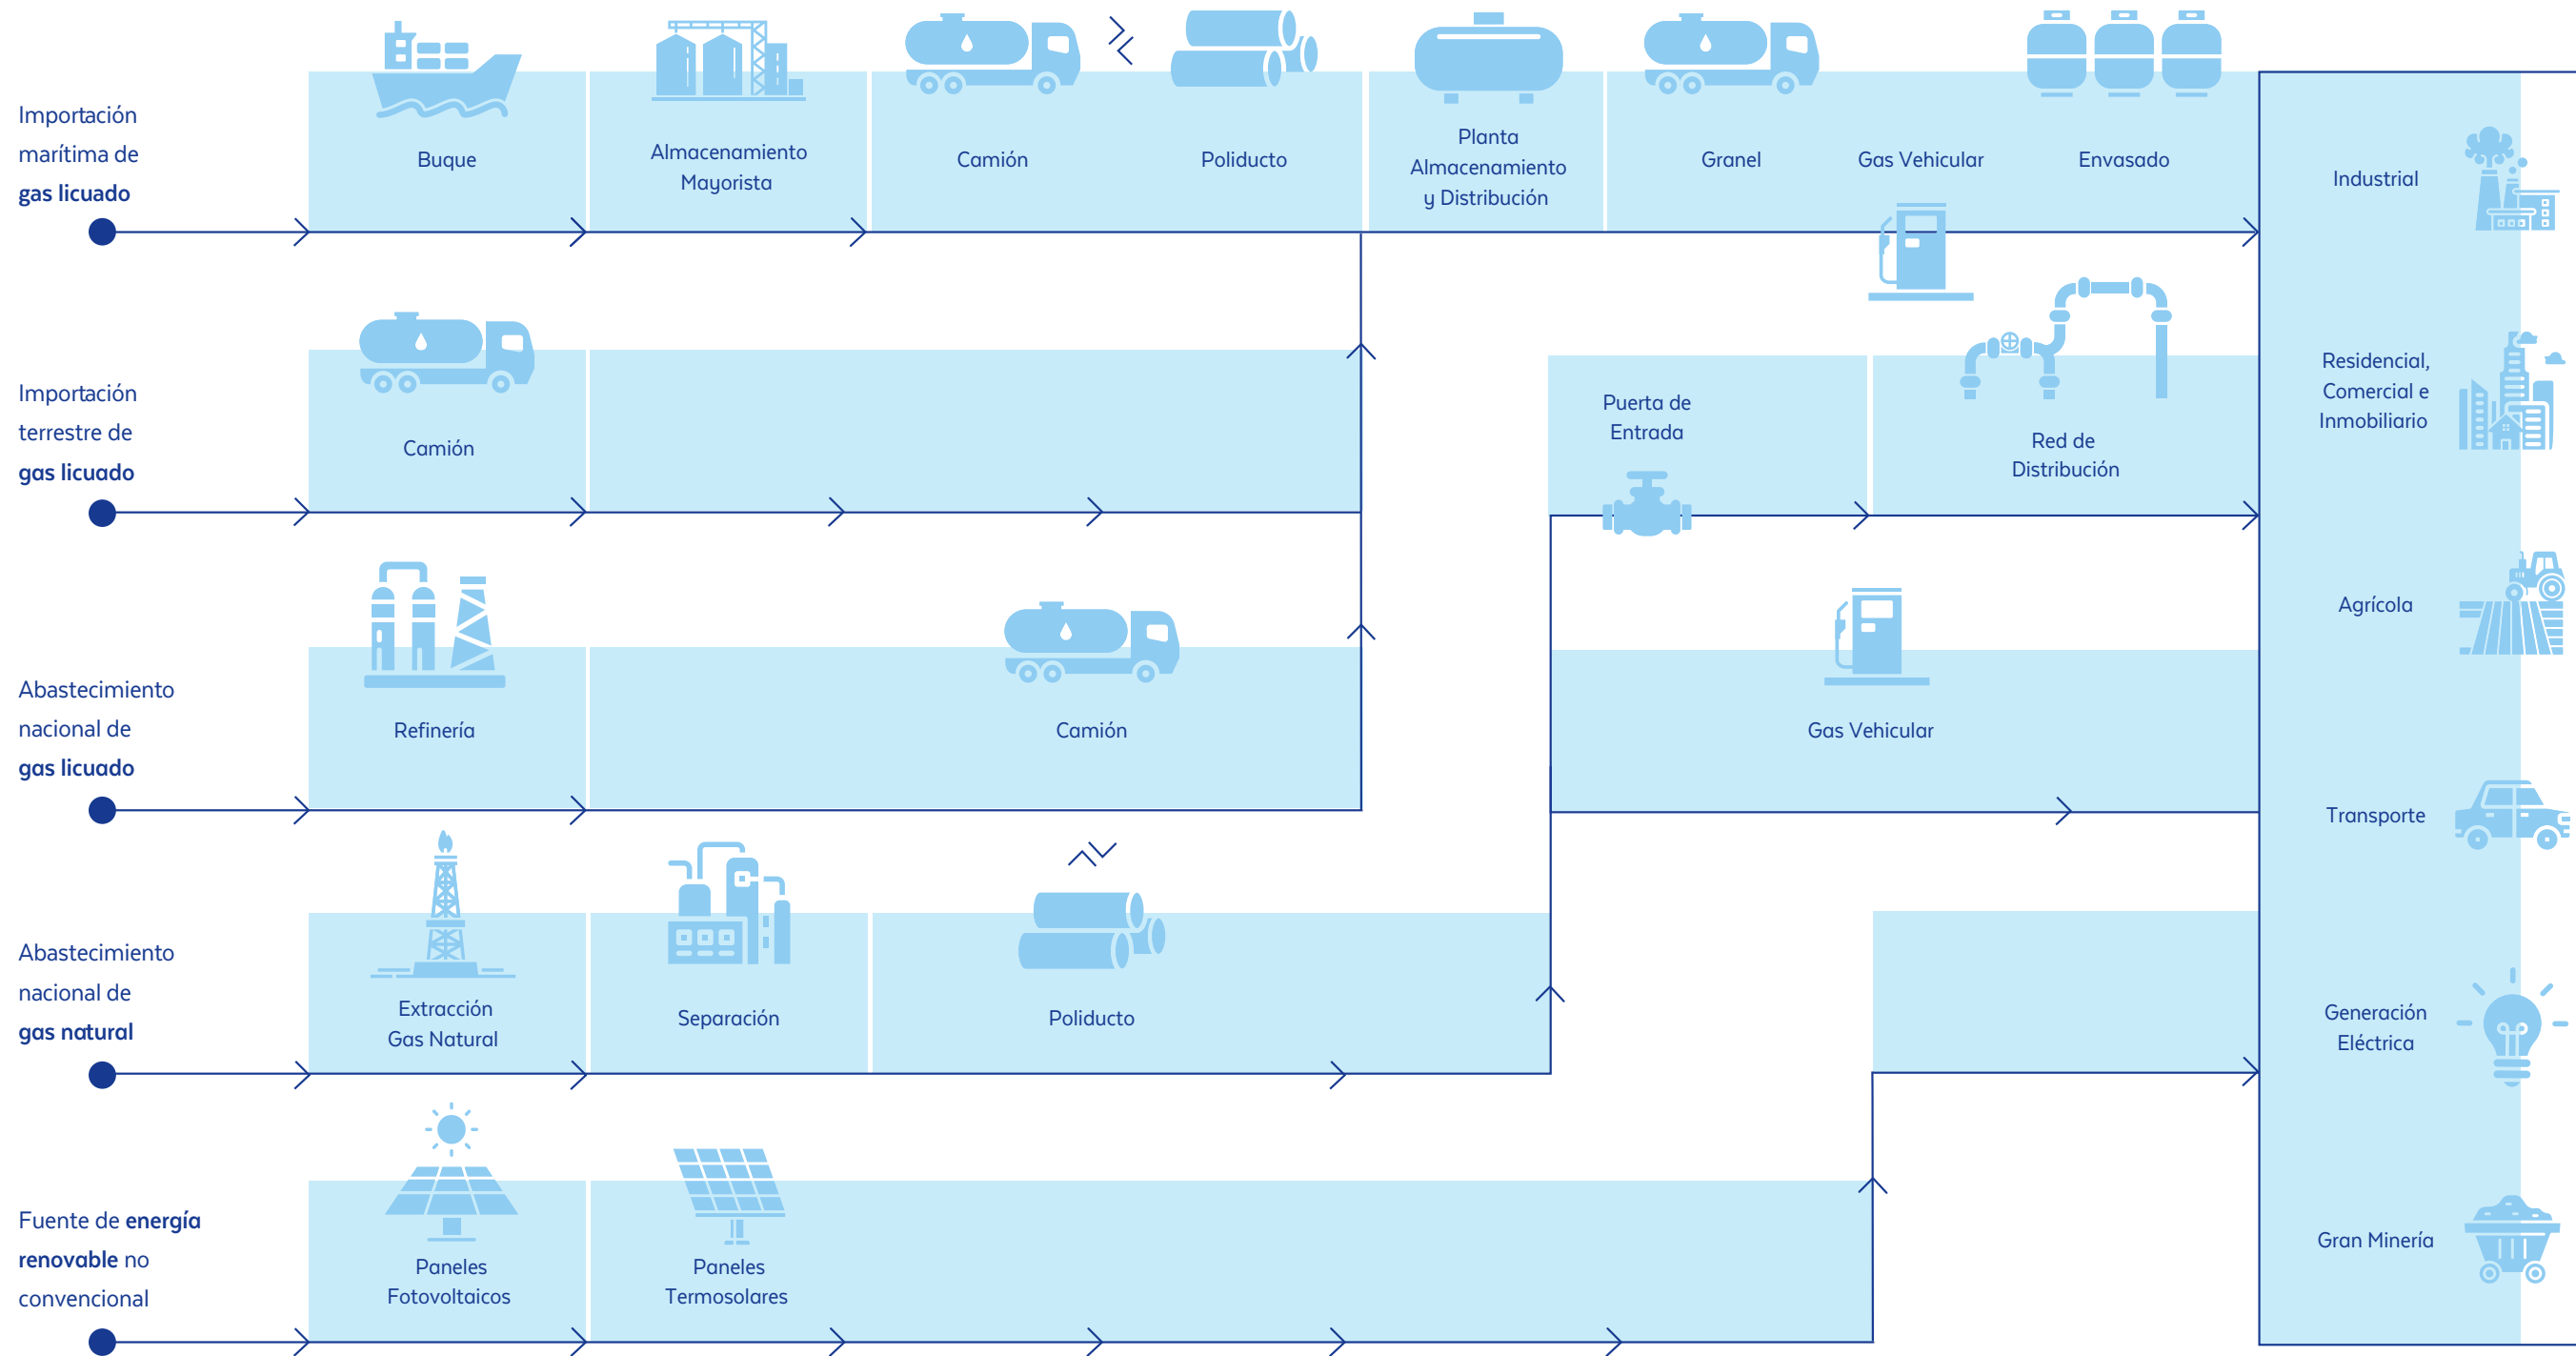 Importación
marítima de
gas licuado
Buque
Almacenamiento
Mayorista
Camión
Poliducto
Planta
Almacenamiento
y Distribución
Granel
Gas Vehicular
Envasado
Importación
terrestre de
gas licuado
Camión
Puerta de
Entrada
Red de
Distribución
Abastecimiento
nacional de
gas licuado
Refinería
Camión
Gas Vehicular
Abastecimiento
nacional de
gas natural
Extracción
Gas Natural
Separación
Poliducto
Fuente de energía
renovable no
convencional
Paneles
Fotovoltaicos
Paneles
Termosolares
Industrial
Residencial,
Comercial e
Inmobiliario
Agrícola
Transporte
Generación
Eléctrica
Gran Minería